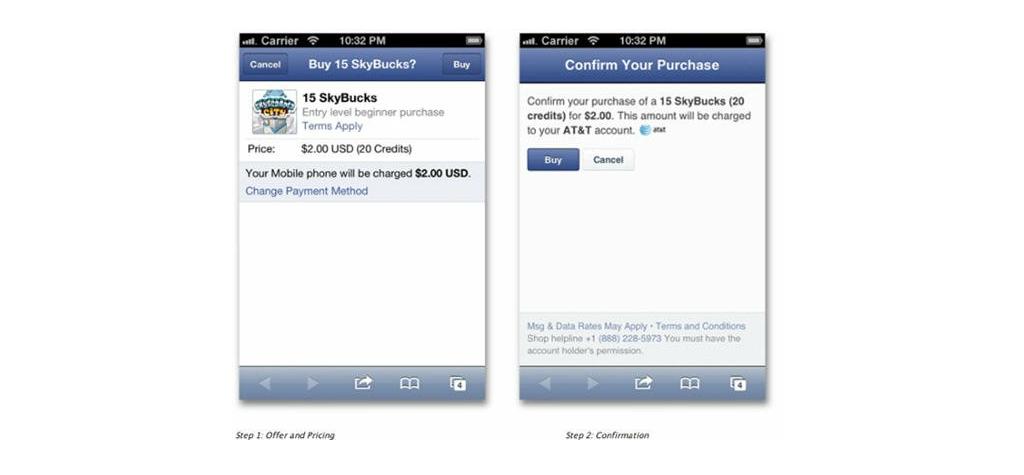 Carrier 10:32 PM
Cancel Buy 15 SkyBucks? Buy
15 SkyBucks
Entry level beginner purchase
Terms Apply
Price: $2.00 USD (20 Credits)
Your Mobile phone will be charged $2.00 USD.
Change Payment Method
4
Step 1: Offer and Pricing
Carrier 10:32 PM
Confirm Your Purchase
Confirm your purchase of a 15 SkyBucks (20
credits) for $2.00. This amount will be charged
to your AT&T account. at&t
Buy Cancel
Msg & Data Rates May Apply • Terms and Conditions
Shop helpline +1 (888) 228-5973 You must have the
account holder's permission.
4
Step 2: Confirmation